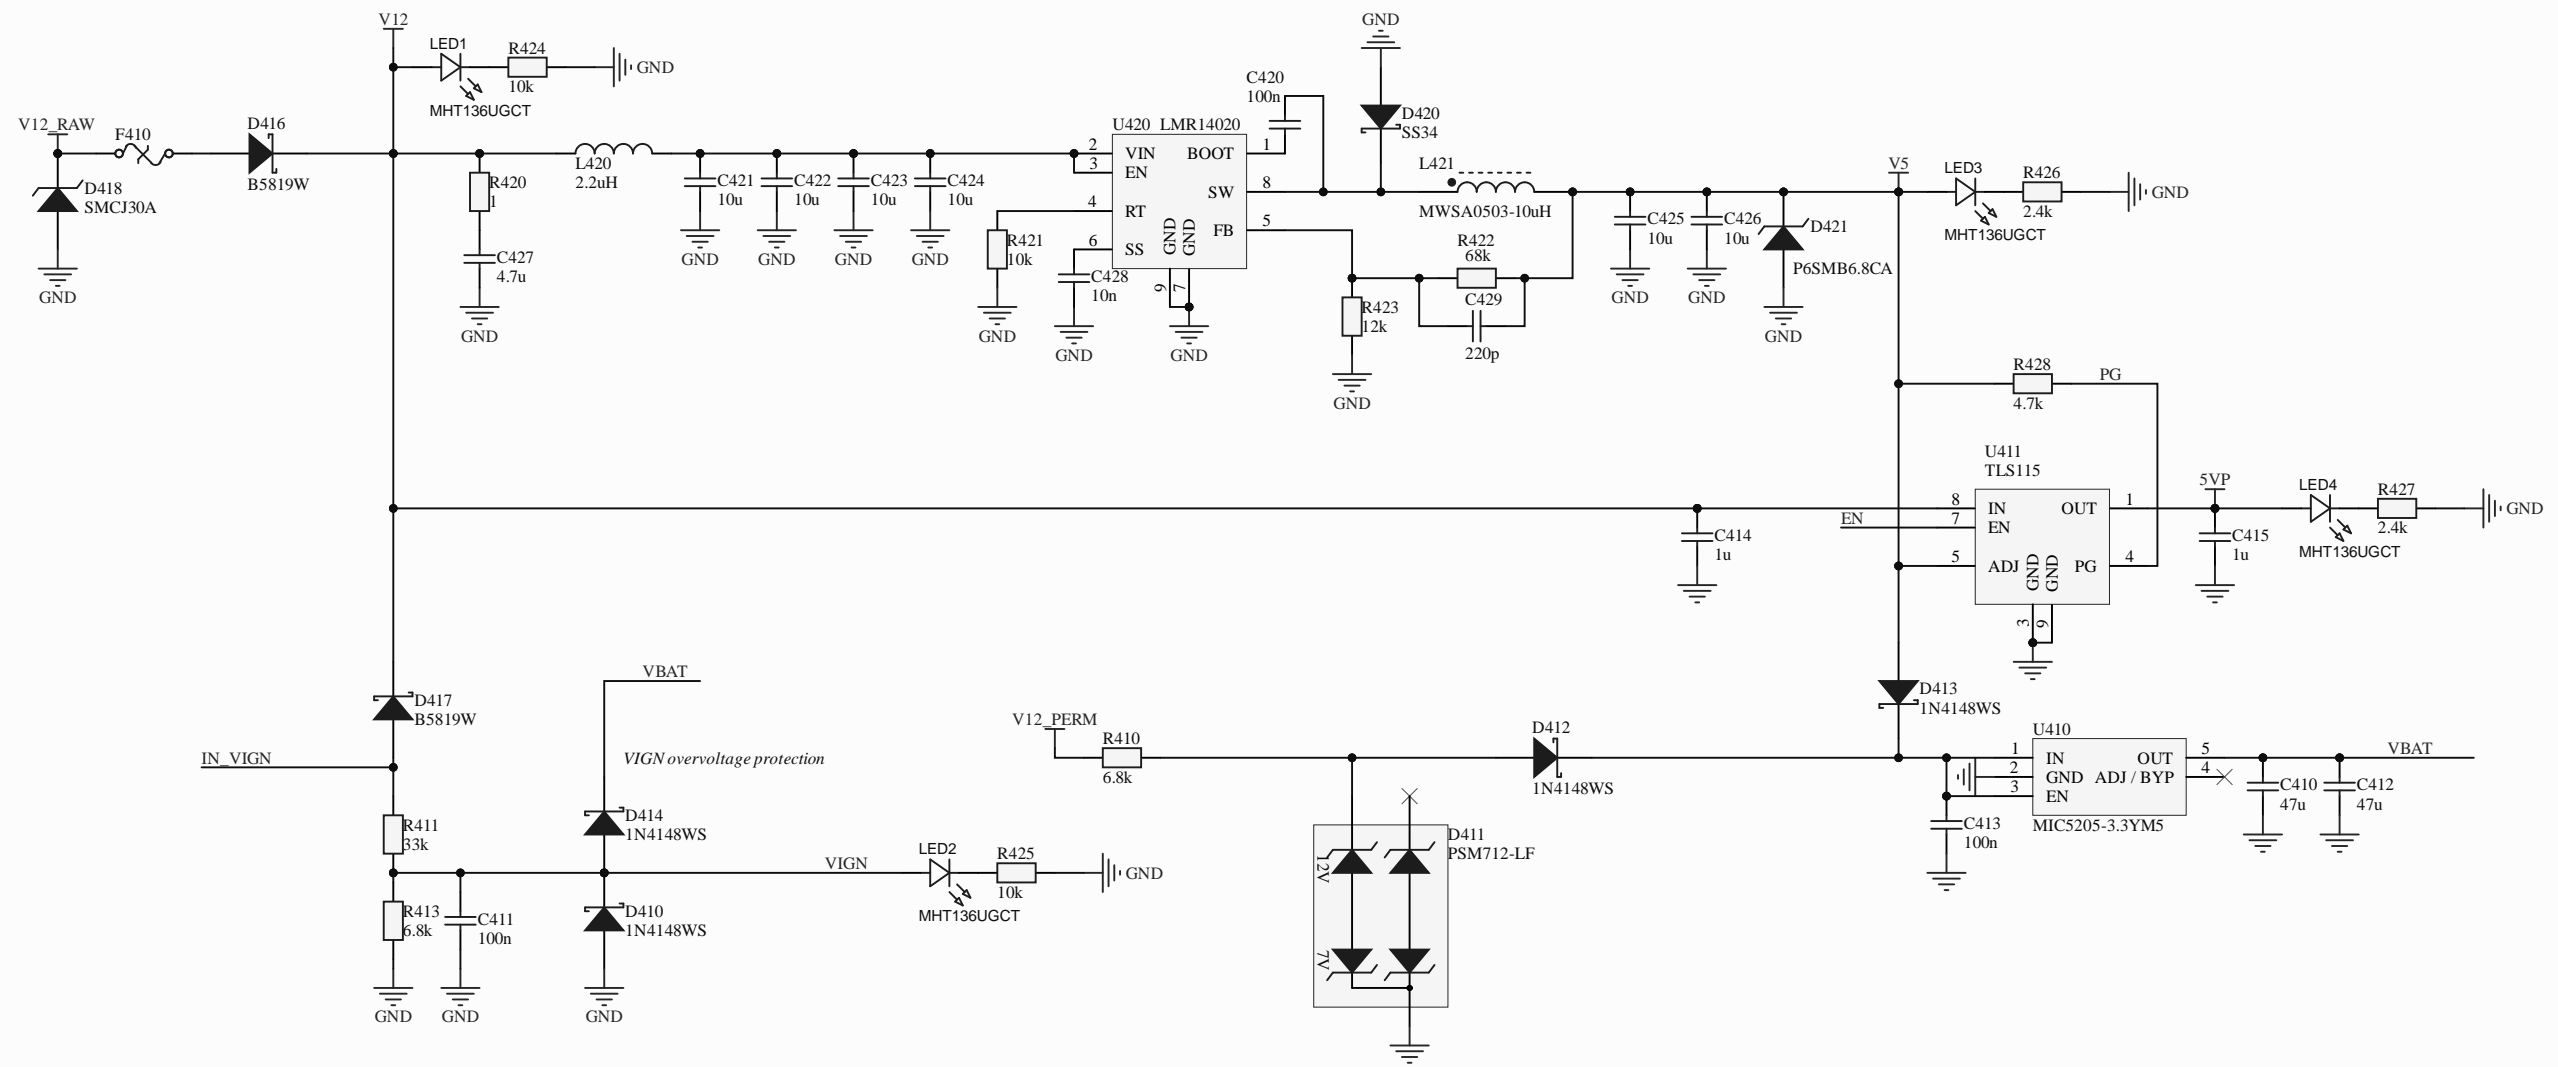 V12
LED1
R424
10k
GND
MHT136UGCT
V12_RAW
F410
D416
B5819W
D418
SMCJ30A
GND
R420
1
C427
4.7u
GND
L420
2.2uH
C421
10u
GND
C422
10u
GND
C423
10u
GND
C424
10u
GND
U420 LMR14020
2 VIN
3 EN
4 RT
6 SS
BOOT 1
SW 8
FB 5
GND
GND
9
7
GND
R421
10k
GND
C428
10n
GND
C420
100n
GND
D420
SS34
L421
MWSA0503-10uH
R422
68k
C429
220p
R423
12k
GND
C425
10u
GND
C426
10u
GND
D421
P6SMB6.8CA
GND
V5
LED3
R426
2.4k
GND
MHT136UGCT
R428
4.7k
PG
U411
TLS115
8 IN
7 EN
5 ADJ
OUT 1
PG 4
GND
GND
3
9
EN
C414
1u
5VP
C415
1u
LED4
R427
2.4k
GND
MHT136UGCT
D417
B5819W
IN_VIGN
R411
33k
R413
6.8k
GND
C411
100n
GND
VBAT
VIGN overvoltage protection
D414
1N4148WS
D410
1N4148WS
GND
VIGN
LED2
R425
10k
GND
MHT136UGCT
V12_PERM
R410
6.8k
D412
1N4148WS
D411
PSM712-LF
12V
7V
D413
1N4148WS
U410
1 IN
2 GND
3 EN
OUT 5
ADJ / BYP 4
MIC5205-3.3YM5
C413
100n
VBAT
C410
47u
C412
47u